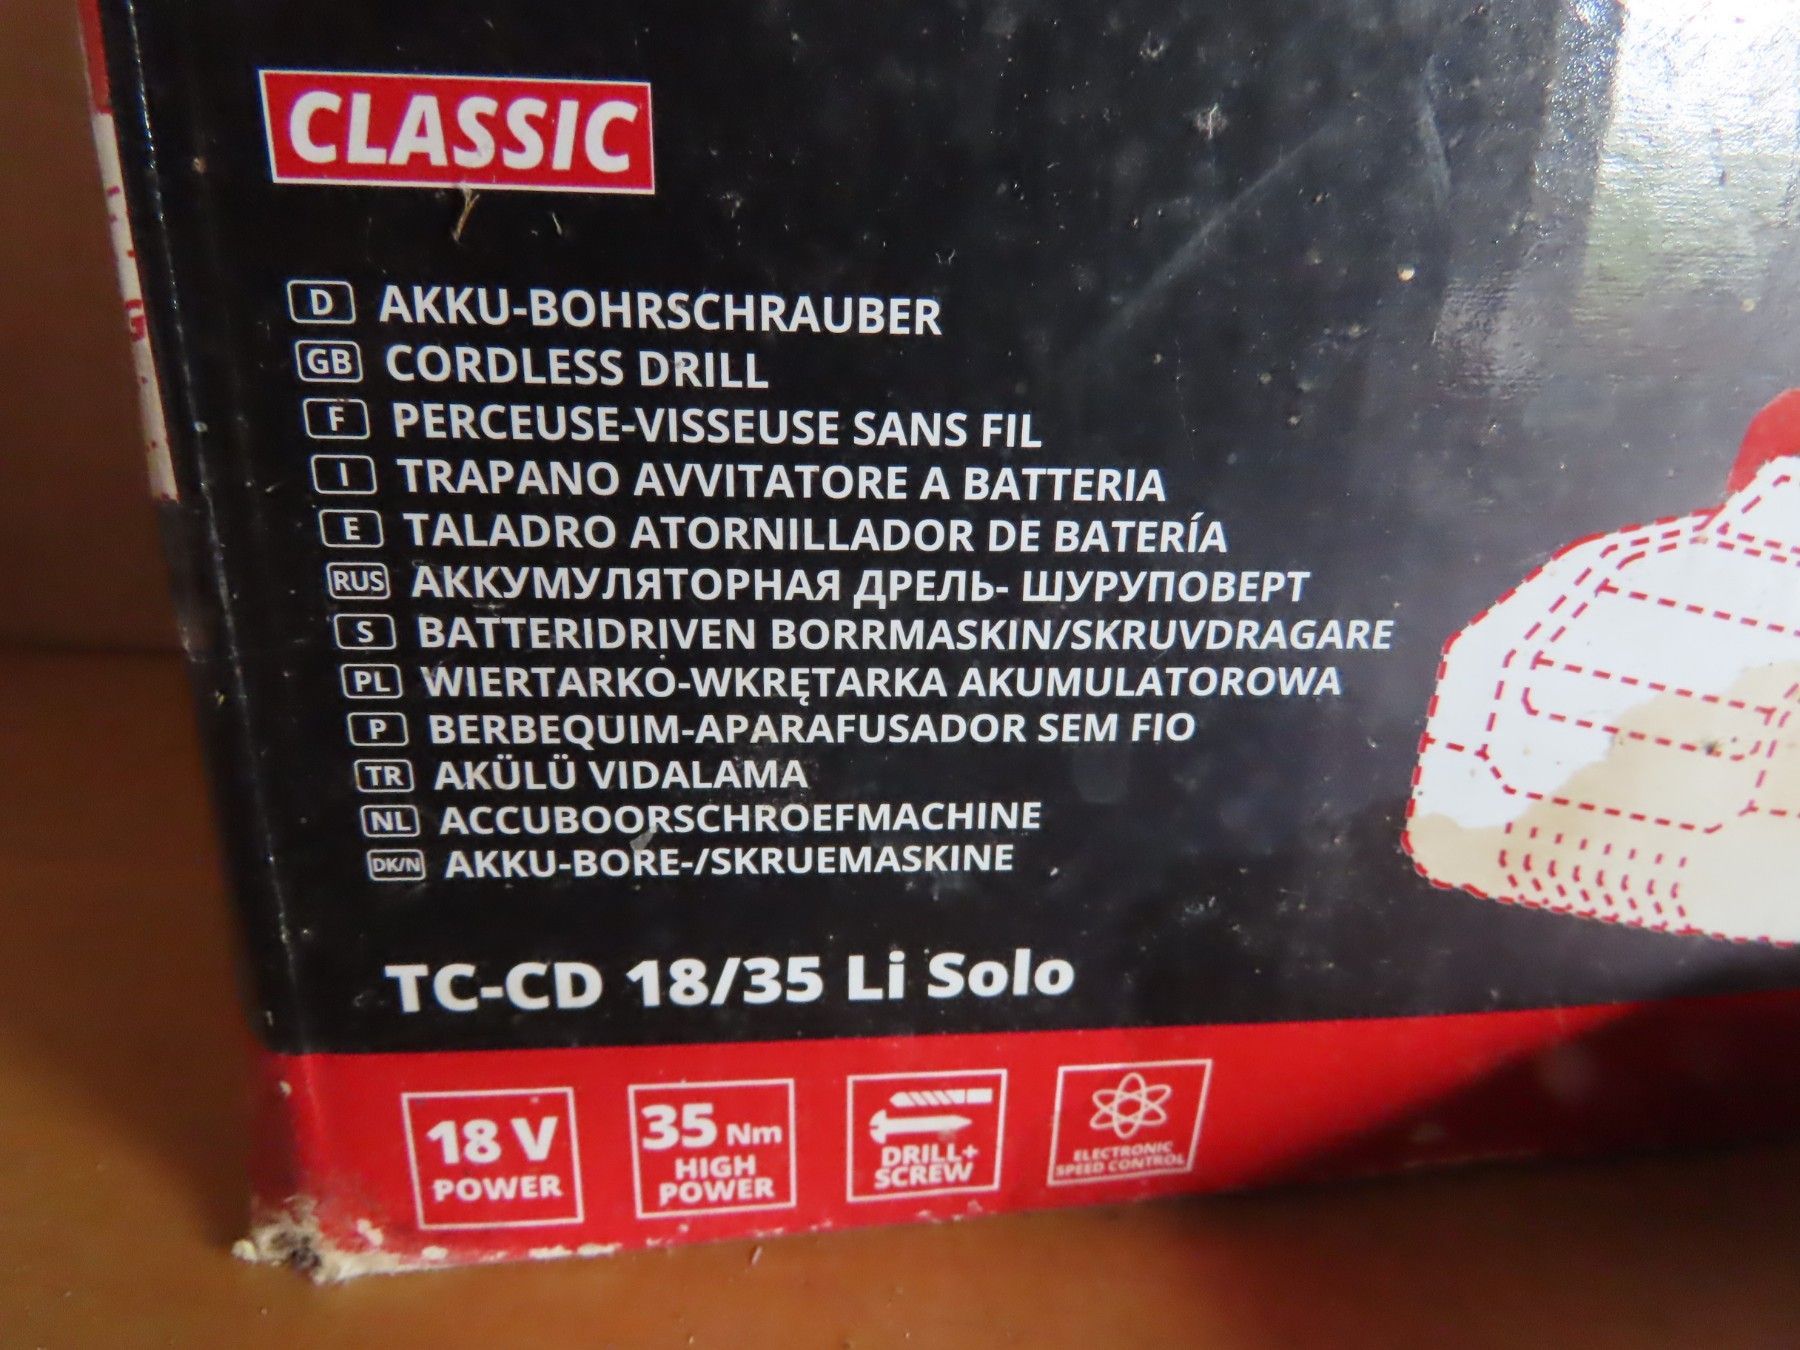 CLASSIC
D AKKU-BOHRSCHRAUBER
GB CORDLESS DRILL
F PERCEUSE-VISSEUSE SANS FIL
I TRAPANO AVVITATORE A BATTERIA
E TALADRO ATORNILLADOR DE BATERÍA
RUS АККУМУЛЯТОРНАЯ ДРЕЛЬ- ШУРУПОВЕРТ
S BATTERIDRIVEN BORRMASKIN/SKRUVDRAGARE
PL WIERTARKO-WKRĘTARKA AKUMULATOROWA
P BERBEQUIM-APARAFUSADOR SEM FIO
TR AKÜLÜ VIDALAMA
NL ACCUBOORSCHROEFMACHINE
DK/N AKKU-BORE-/SKRUEMASKINE
TC-CD 18/35 Li Solo
18 V
POWER
35 Nm
HIGH
POWER
DRILL+
SCREW
ELECTRONIC
SPEED CONTROL